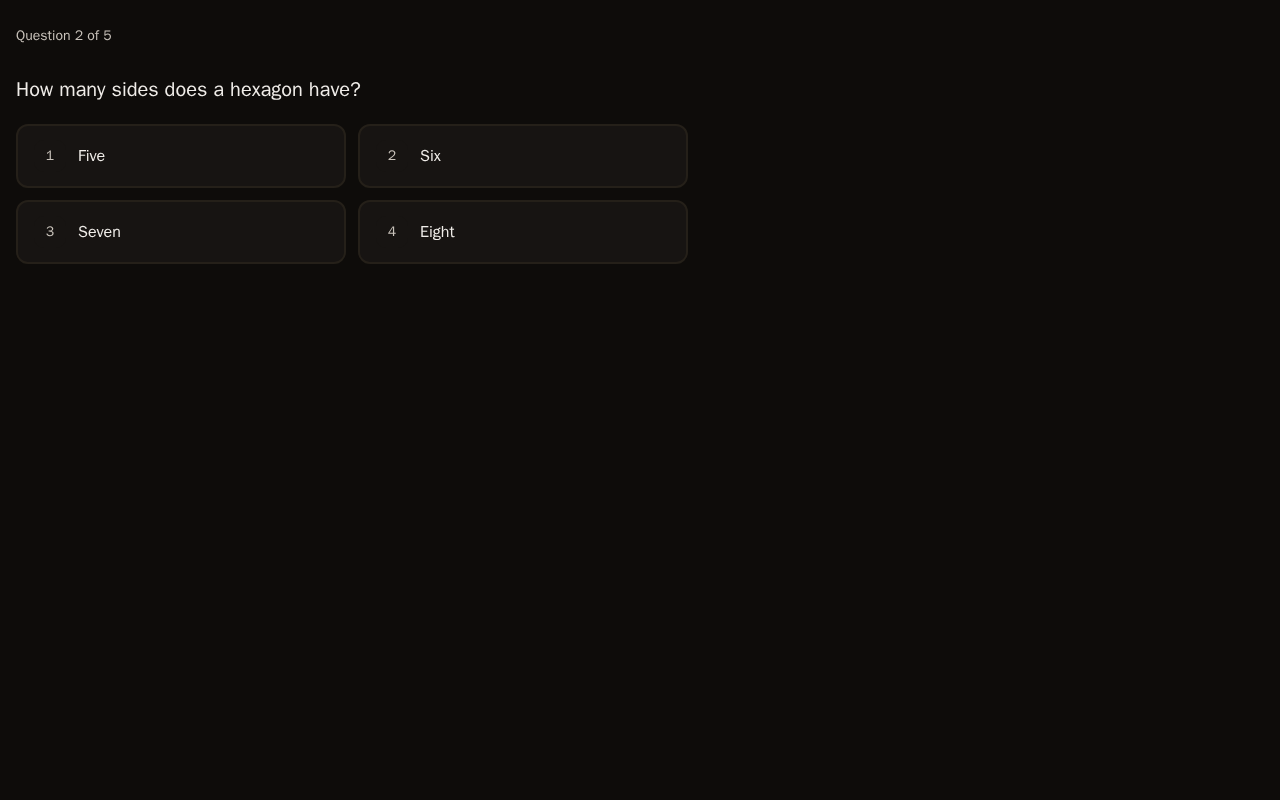 Question 2 of 5
How many sides does a hexagon have?
1 Five
2 Six
3 Seven
4 Eight